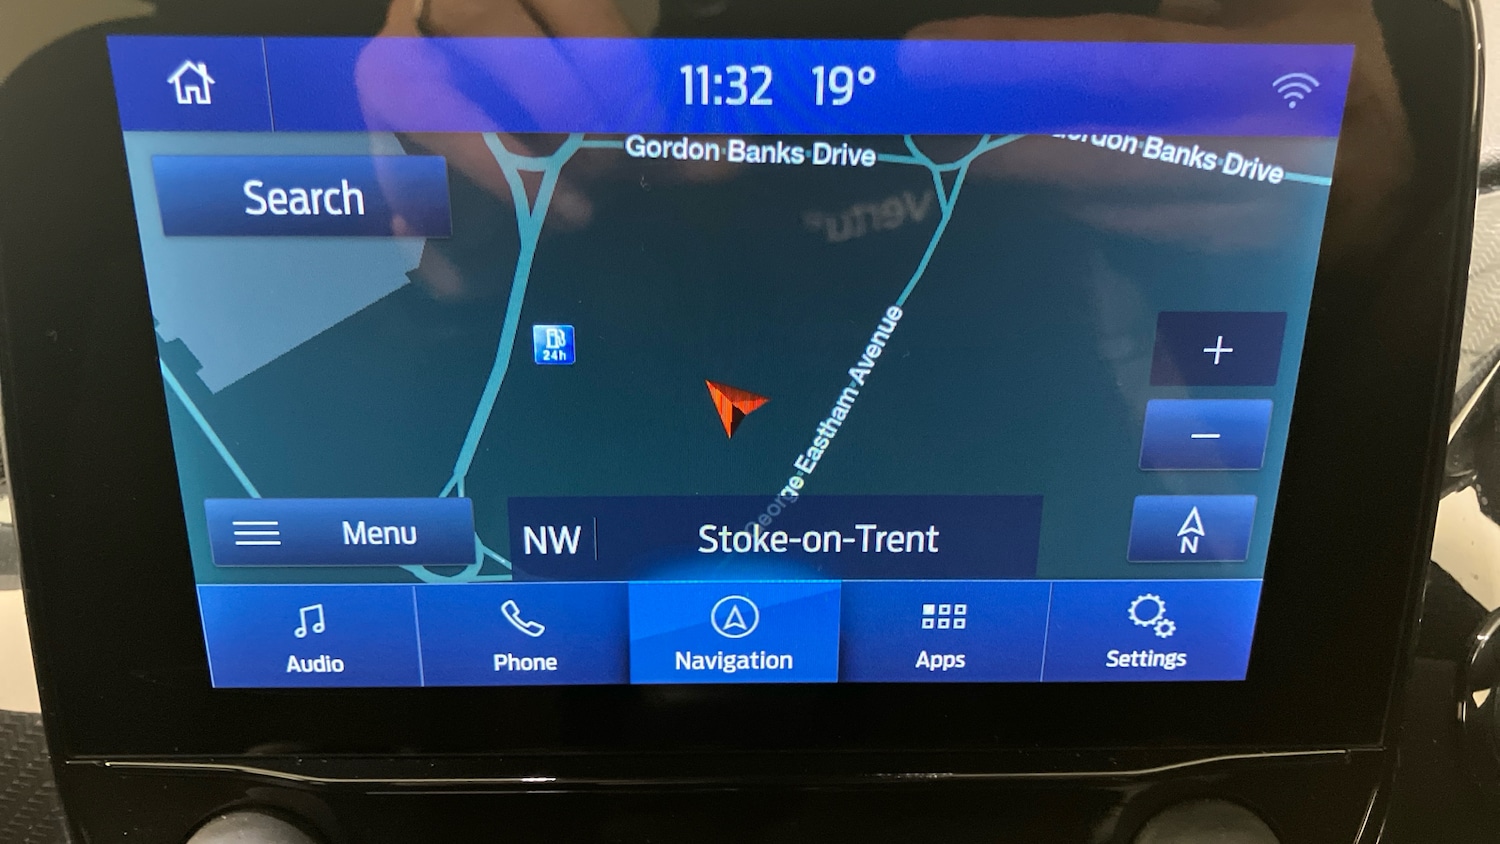 11:32 19°
Gordon Banks Drive
Gordon Banks Drive
Search
24h
George Eastham Avenue
+
−
Menu
NW
Stoke-on-Trent
N
Audio
Phone
Navigation
Apps
Settings